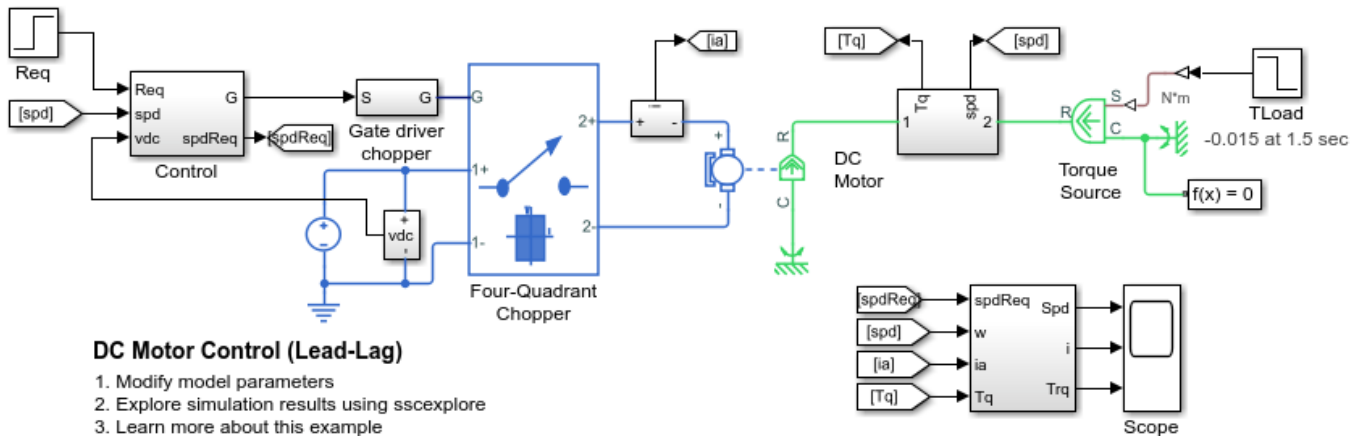 Req
[spd]
Req
spd
vdc
G
spdReq
Control
[spdReq]
S
G
Gate driver
chopper
+
-
+
vdc
-
G
1+
1-
2+
2-
Four-Quadrant
Chopper
[ia]
+
-
i
+
-
R
C
DC
Motor
[Tq]
[spd]
Tq
spd
1
2
R
S
C
Torque
Source
N*m
TLoad
-0.015 at 1.5 sec
f(x) = 0
[spdReq]
[spd]
[ia]
[Tq]
spdReq
w
ia
Tq
Spd
i
Trq
Scope
DC Motor Control (Lead-Lag)
1. Modify model parameters
2. Explore simulation results using sscexplore
3. Learn more about this example